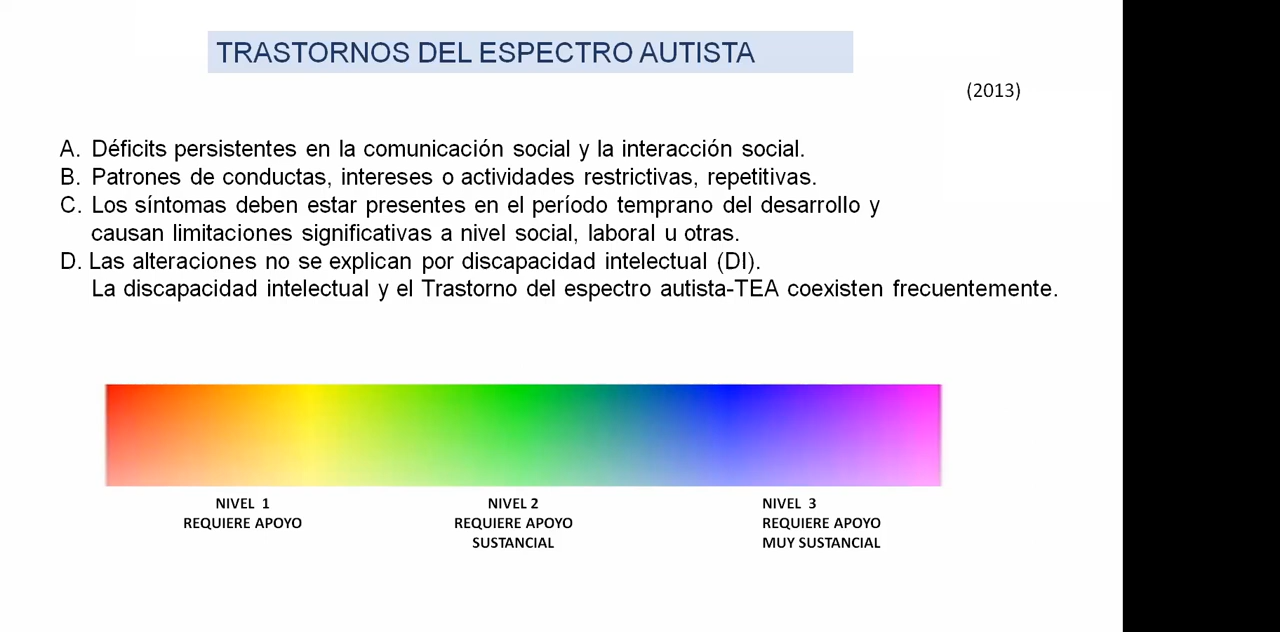 TRASTORNOS DEL ESPECTRO AUTISTA
(2013)
A. Déficits persistentes en la comunicación social y la interacción social.
B. Patrones de conductas, intereses o actividades restrictivas, repetitivas.
C. Los síntomas deben estar presentes en el período temprano del desarrollo y
causan limitaciones significativas a nivel social, laboral u otras.
D. Las alteraciones no se explican por discapacidad intelectual (DI).
La discapacidad intelectual y el Trastorno del espectro autista-TEA coexisten frecuentemente.
NIVEL 1
REQUIERE APOYO
NIVEL 2
REQUIERE APOYO
SUSTANCIAL
NIVEL 3
REQUIERE APOYO
MUY SUSTANCIAL